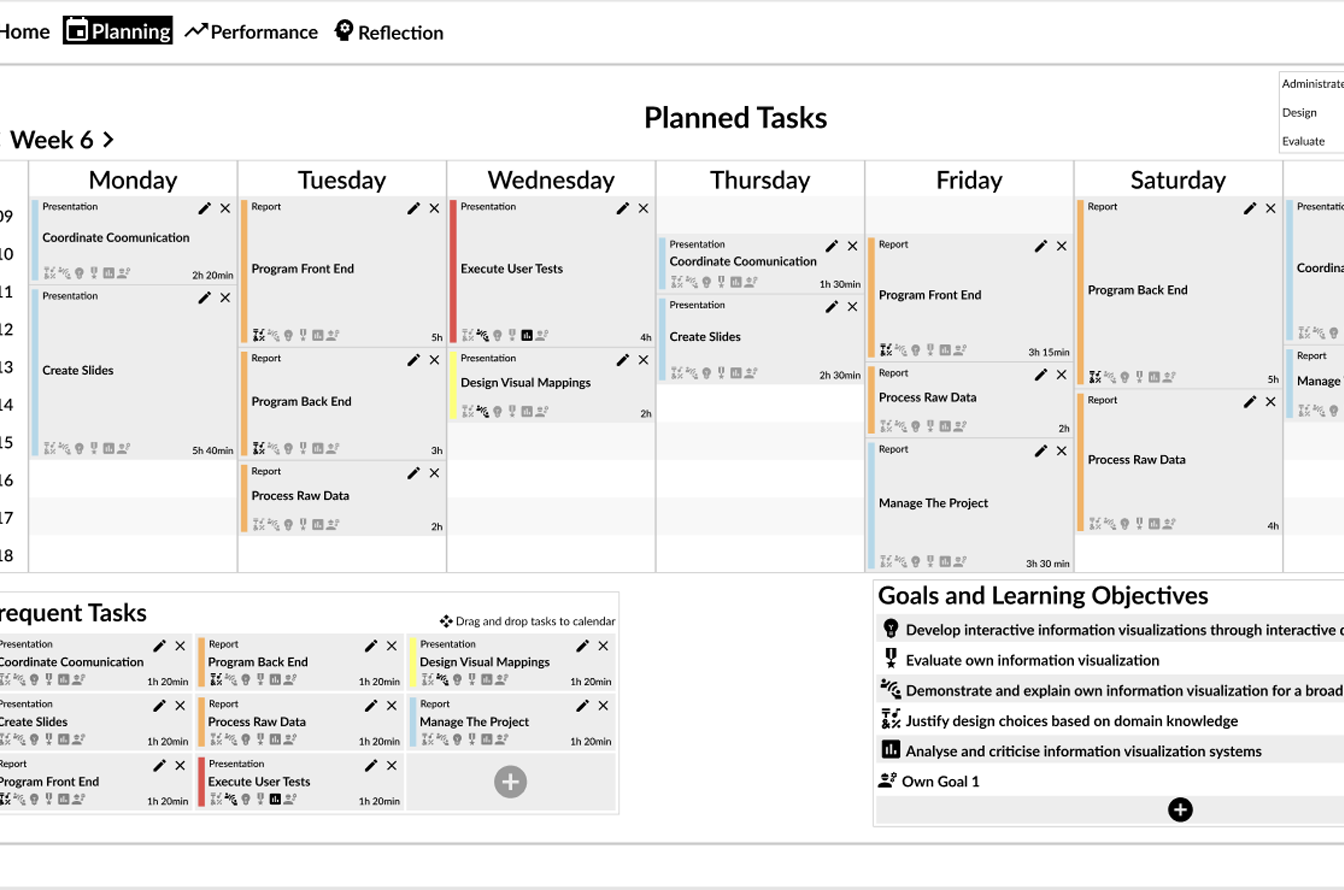 Home Planning Performance Reflection
Administrate
Planned Tasks
Design
Week 6
Evaluate
Monday Tuesday Wednesday Thursday Friday Saturday
09
10
11
12
13
14
15
16
17
18
Presentation
Coordinate Coomunication
2h 20min
Presentation
Create Slides
5h 40min
Report
Program Front End
5h
Report
Program Back End
3h
Report
Process Raw Data
2h
Presentation
Execute User Tests
4h
Presentation
Design Visual Mappings
2h
Presentation
Coordinate Coomunication
1h 30min
Presentation
Create Slides
2h 30min
Report
Program Front End
3h 15min
Report
Process Raw Data
2h
Report
Manage The Project
3h 30 min
Report
Program Back End
5h
Report
Process Raw Data
4h
Presentatio
Coordina
Report
Manage
requent Tasks
Drag and drop tasks to calendar
Presentation
Coordinate Coomunication
1h 20min
Report
Program Back End
1h 20min
Presentation
Design Visual Mappings
1h 20min
Presentation
Create Slides
1h 20min
Report
Process Raw Data
1h 20min
Report
Manage The Project
1h 20min
Report
Program Front End
1h 20min
Presentation
Execute User Tests
1h 20min
Goals and Learning Objectives
Develop interactive information visualizations through interactive
Evaluate own information visualization
Demonstrate and explain own information visualization for a broad
Justify design choices based on domain knowledge
Analyse and criticise information visualization systems
Own Goal 1